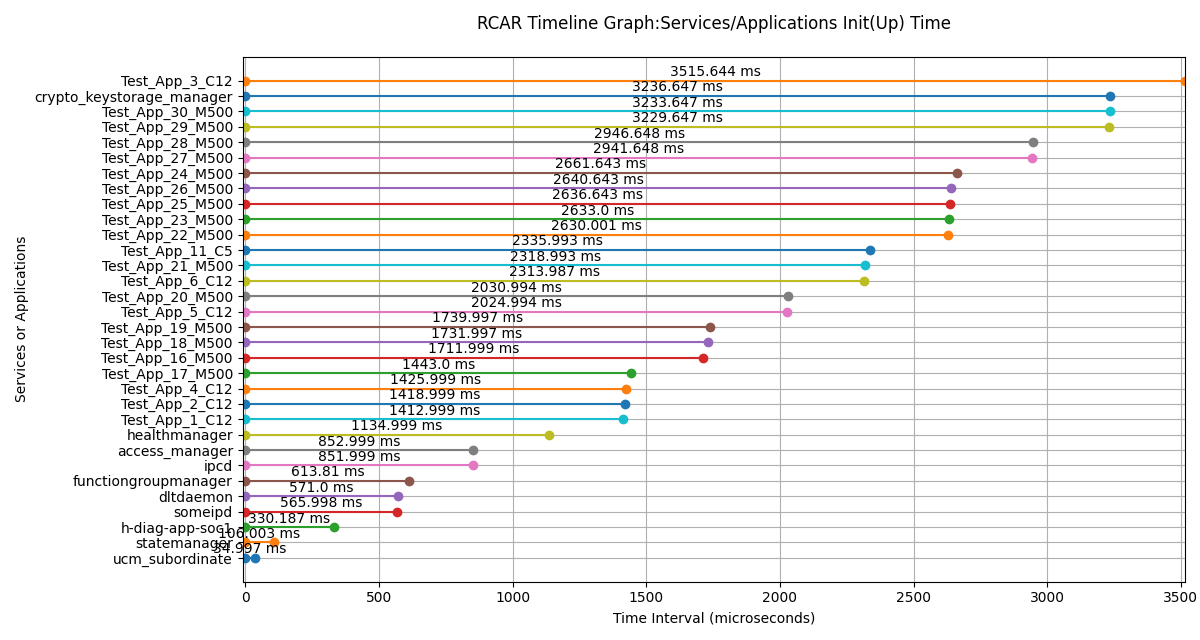 RCAR Timeline Graph:Services/Applications Init(Up) Time
Services or Applications
3515.644 ms
Test_App_3_C12
3236.647 ms
crypto_keystorage_manager
3233.647 ms
Test_App_30_M500
3229.647 ms
Test_App_29_M500
2946.648 ms
Test_App_28_M500
2941.648 ms
Test_App_27_M500
2661.643 ms
Test_App_24_M500
2640.643 ms
Test_App_26_M500
2636.643 ms
Test_App_25_M500
2633.0 ms
Test_App_23_M500
2630.001 ms
Test_App_22_M500
2335.993 ms
Test_App_11_C5
2318.993 ms
Test_App_21_M500
2313.987 ms
Test_App_6_C12
2030.994 ms
Test_App_20_M500
2024.994 ms
Test_App_5_C12
1739.997 ms
Test_App_19_M500
1731.997 ms
Test_App_18_M500
1711.999 ms
Test_App_16_M500
1443.0 ms
Test_App_17_M500
1425.999 ms
Test_App_4_C12
1418.999 ms
Test_App_2_C12
1412.999 ms
Test_App_1_C12
1134.999 ms
healthmanager
852.999 ms
access_manager
851.999 ms
ipcd
613.81 ms
functiongroupmanager
571.0 ms
dltdaemon
565.998 ms
someipd
330.187 ms
h-diag-app-soc1
106.003 ms
statemanager
34.997 ms
ucm_subordinate
0 500 1000 1500 2000 2500 3000 3500
Time Interval (microseconds)